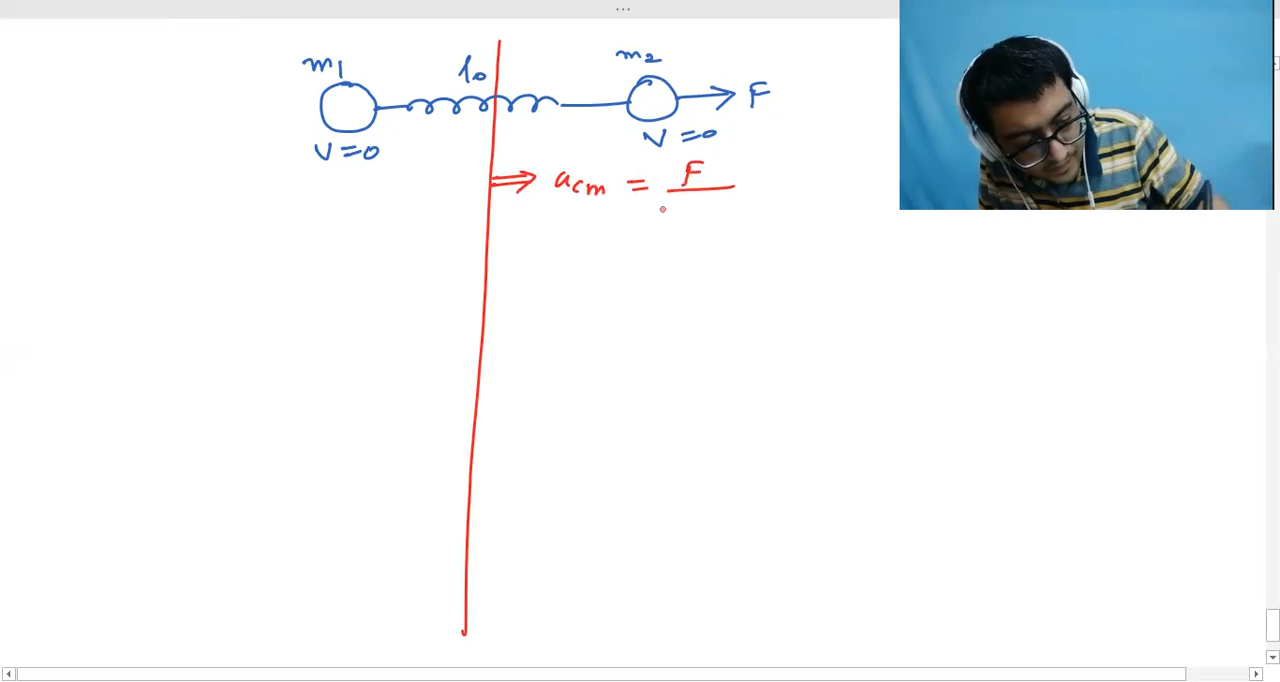 m1 l0 m2
F
V=0 V=0
⇒ acm = F